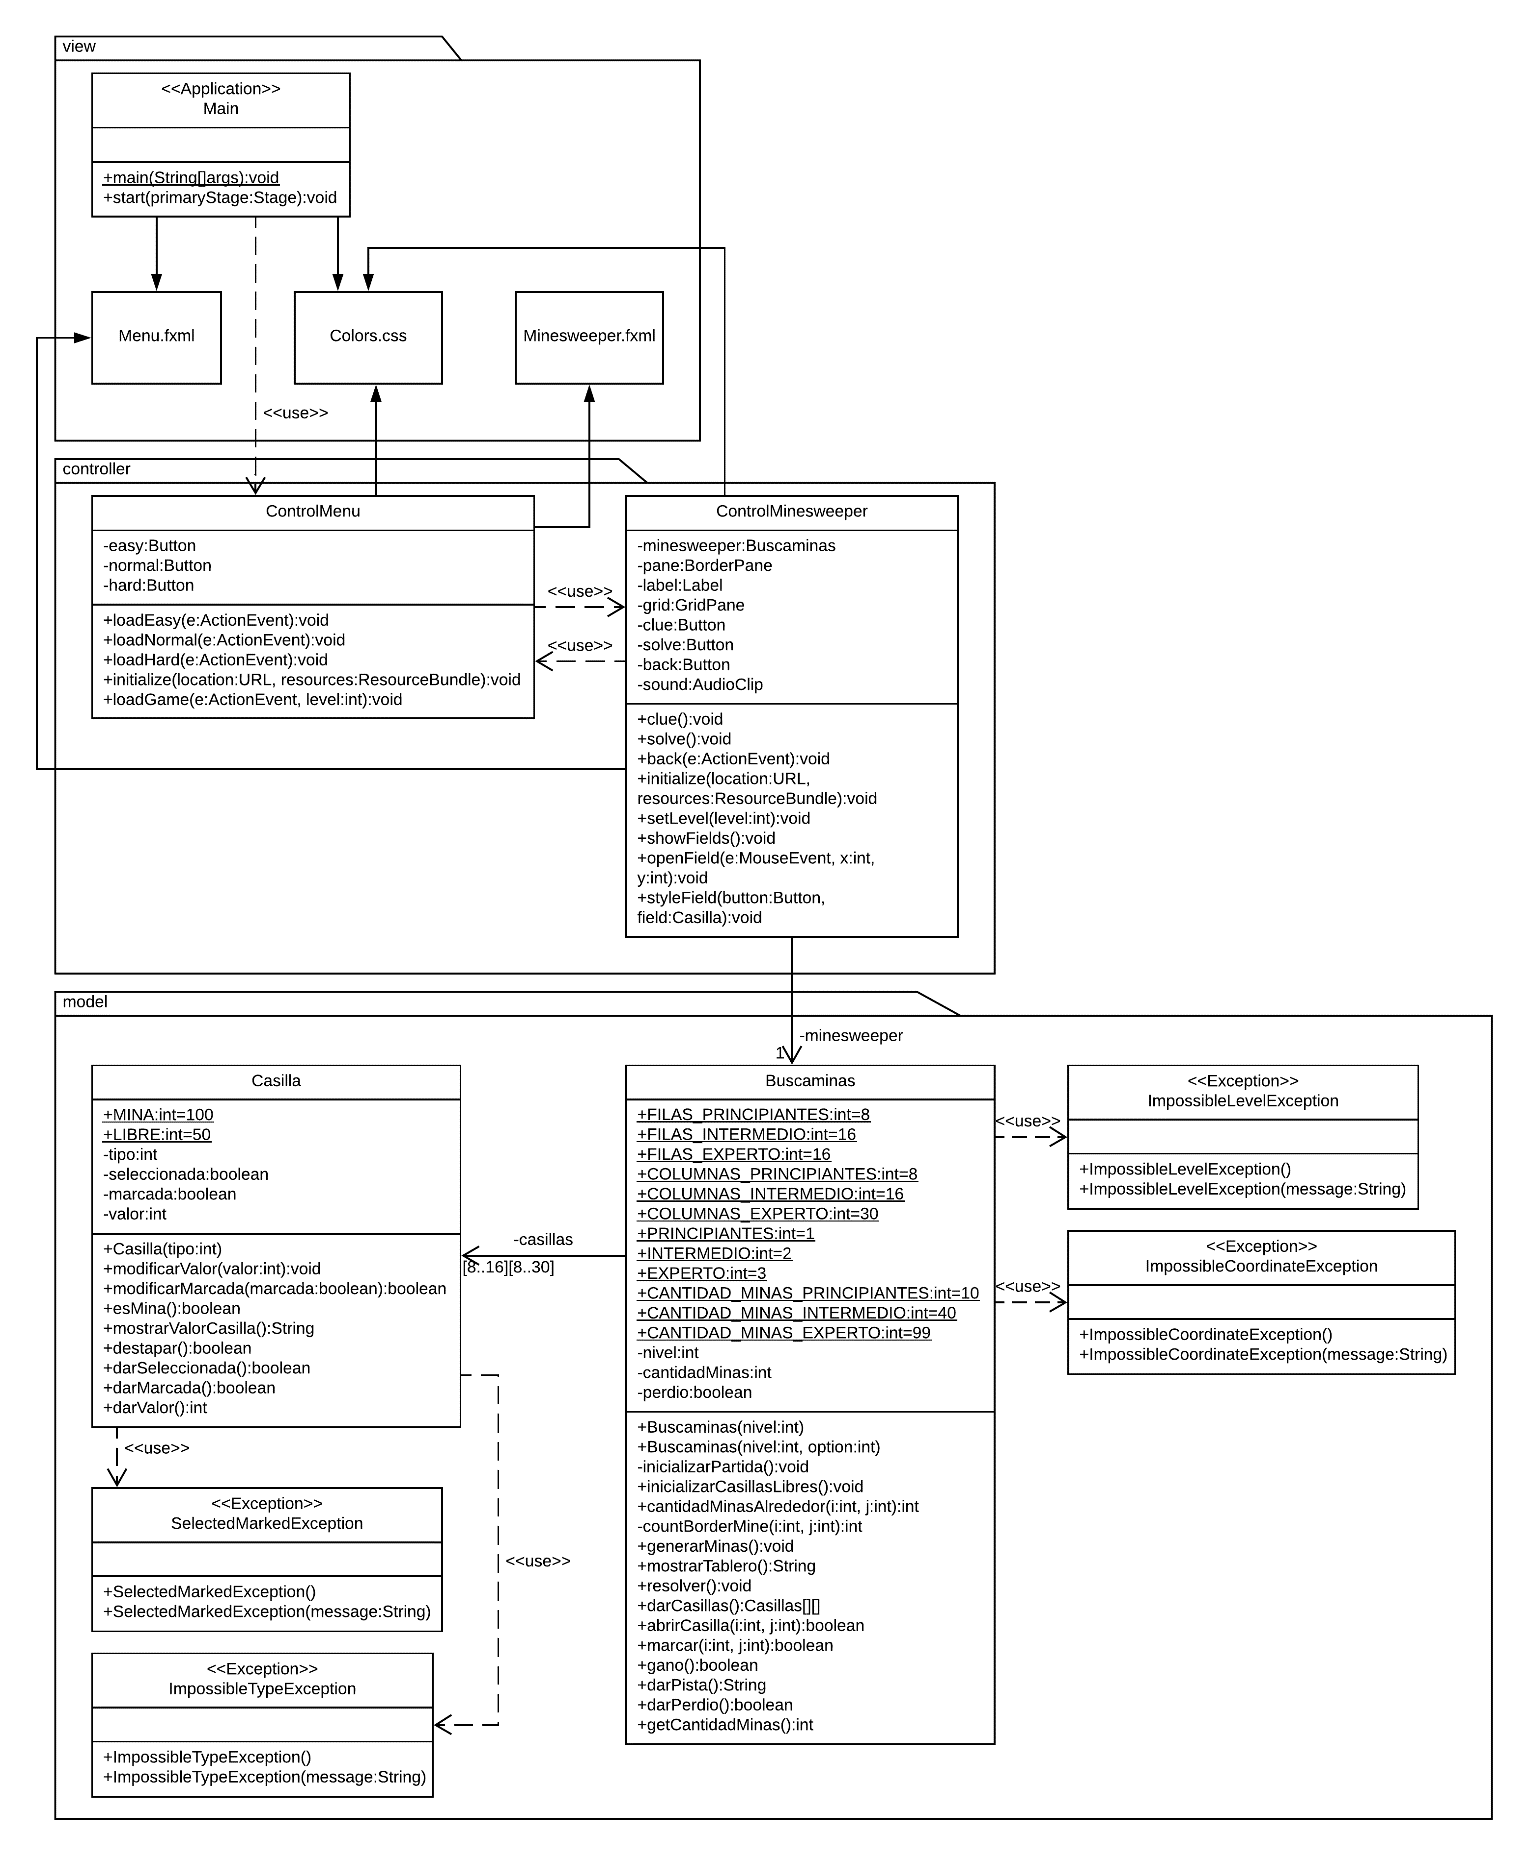 view
<<Application>>
Main
+main(String[]args):void
+start(primaryStage:Stage):void
Menu.fxml
Colors.css
Minesweeper.fxml
<<use>>
controller
ControlMenu
-easy:Button
-normal:Button
-hard:Button
+loadEasy(e:ActionEvent):void
+loadNormal(e:ActionEvent):void
+loadHard(e:ActionEvent):void
+initialize(location:URL, resources:ResourceBundle):void
+loadGame(e:ActionEvent, level:int):void
<<use>>
<<use>>
ControlMinesweeper
-minesweeper:Buscaminas
-pane:BorderPane
-label:Label
-grid:GridPane
-clue:Button
-solve:Button
-back:Button
-sound:AudioClip
+clue():void
+solve():void
+back(e:ActionEvent):void
+initialize(location:URL,
resources:ResourceBundle):void
+setLevel(level:int):void
+showFields():void
+openField(e:MouseEvent, x:int,
y:int):void
+styleField(button:Button,
field:Casilla):void
model
-minesweeper
1
Casilla
+MINA:int=100
+LIBRE:int=50
-tipo:int
-seleccionada:boolean
-marcada:boolean
-valor:int
+Casilla(tipo:int)
+modificarValor(valor:int):void
+modificarMarcada(marcada:boolean):boolean
+esMina():boolean
+mostrarValorCasilla():String
+destapar():boolean
+darSeleccionada():boolean
+darMarcada():boolean
+darValor():int
-casillas
[8..16][8..30]
Buscaminas
+FILAS_PRINCIPIANTES:int=8
+FILAS_INTERMEDIO:int=16
+FILAS_EXPERTO:int=16
+COLUMNAS_PRINCIPIANTES:int=8
+COLUMNAS_INTERMEDIO:int=16
+COLUMNAS_EXPERTO:int=30
+PRINCIPIANTES:int=1
+INTERMEDIO:int=2
+EXPERTO:int=3
+CANTIDAD_MINAS_PRINCIPIANTES:int=10
+CANTIDAD_MINAS_INTERMEDIO:int=40
+CANTIDAD_MINAS_EXPERTO:int=99
-nivel:int
-cantidadMinas:int
-perdio:boolean
+Buscaminas(nivel:int)
+Buscaminas(nivel:int, option:int)
-inicializarPartida():void
+inicializarCasillasLibres():void
+cantidadMinasAlrededor(i:int, j:int):int
-countBorderMine(i:int, j:int):int
+generarMinas():void
+mostrarTablero():String
+resolver():void
+darCasillas():Casillas[][]
+abrirCasilla(i:int, j:int):boolean
+marcar(i:int, j:int):boolean
+gano():boolean
+darPista():String
+darPerdio():boolean
+getCantidadMinas():int
<<use>>
<<Exception>>
ImpossibleLevelException
+ImpossibleLevelException()
+ImpossibleLevelException(message:String)
<<use>>
<<Exception>>
ImpossibleCoordinateException
+ImpossibleCoordinateException()
+ImpossibleCoordinateException(message:String)
<<use>>
<<Exception>>
SelectedMarkedException
+SelectedMarkedException()
+SelectedMarkedException(message:String)
<<use>>
<<Exception>>
ImpossibleTypeException
+ImpossibleTypeException()
+ImpossibleTypeException(message:String)